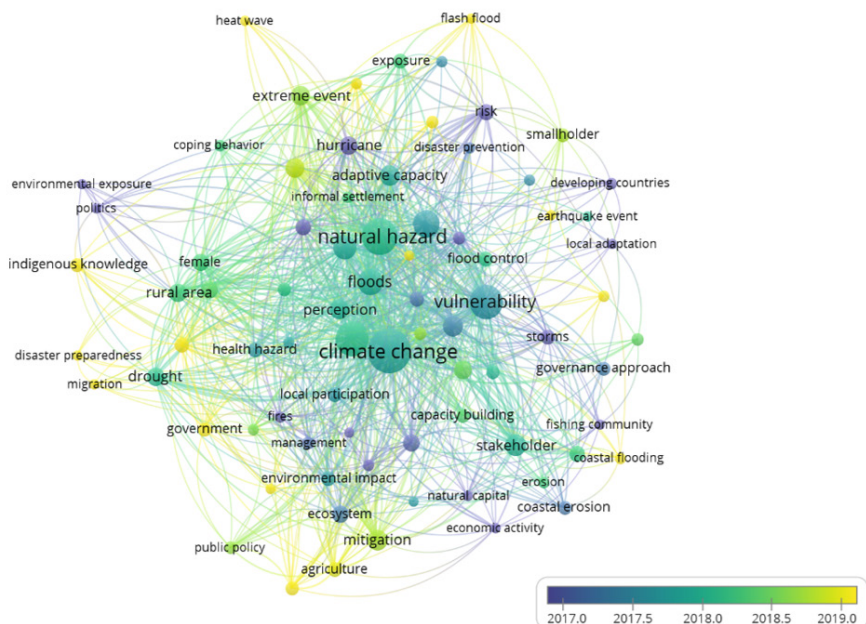 heat wave
flash flood
exposure
extreme event
risk
smallholder
coping behavior
hurricane
disaster prevention
adaptive capacity
environmental exposure
developing countries
informal settlement
politics
earthquake event
natural hazard
local adaptation
indigenous knowledge
female
flood control
rural area
floods
vulnerability
perception
storms
health hazard
climate change
disaster preparedness
governance approach
migration
drought
local participation
fires
capacity building
fishing community
government
management
stakeholder
coastal flooding
environmental impact
erosion
natural capital
ecosystem
coastal erosion
economic activity
public policy
mitigation
agriculture
2017.0 2017.5 2018.0 2018.5 2019.0